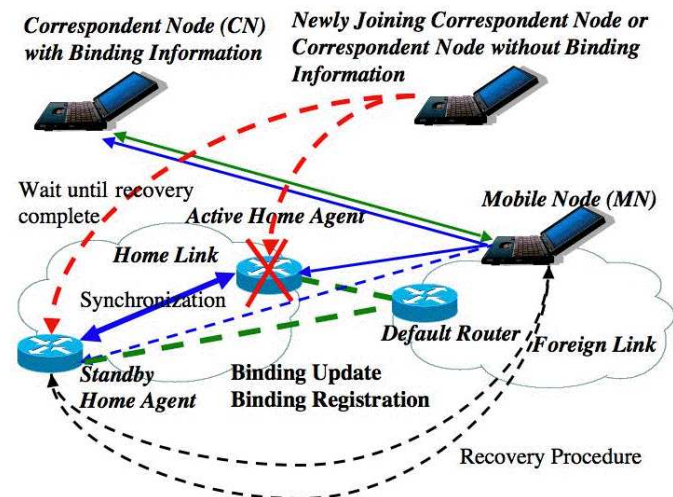 Correspondent Node (CN)
with Binding Information
Newly Joining Correspondent Node or
Correspondent Node without Binding
Information
Wait until recovery
complete
Active Home Agent
Mobile Node (MN)
Home Link
Synchronization
Default Router
Foreign Link
Standby
Home Agent
Binding Update
Binding Registration
Recovery Procedure